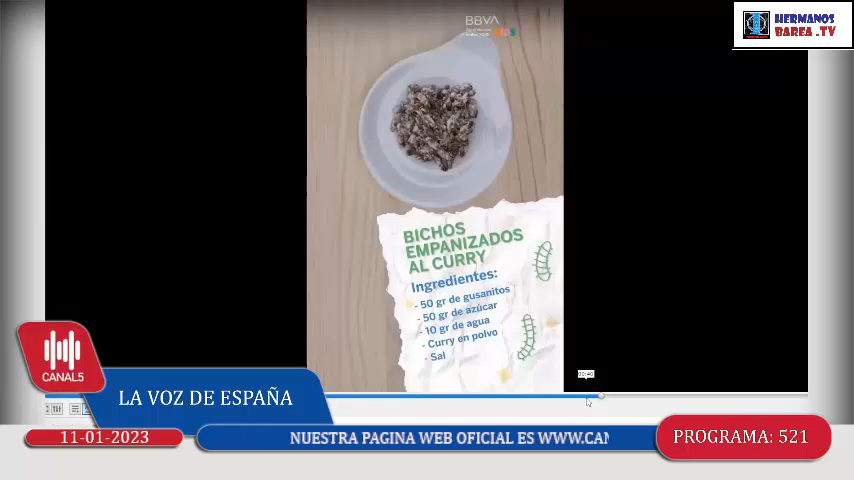 BBVA
HERMANOS
BAREA .TV
BICHOS
EMPANIZADOS
AL CURRY
Ingredientes:
- 50 gr de gusanitos
- 50 gr de azúcar
- 10 gr de agua
- Curry en polvo
- Sal
00:40
CANAL5
LA VOZ DE ESPAÑA
11-01-2023
NUESTRA PAGINA WEB OFICIAL ES WWW.CAN
PROGRAMA: 521